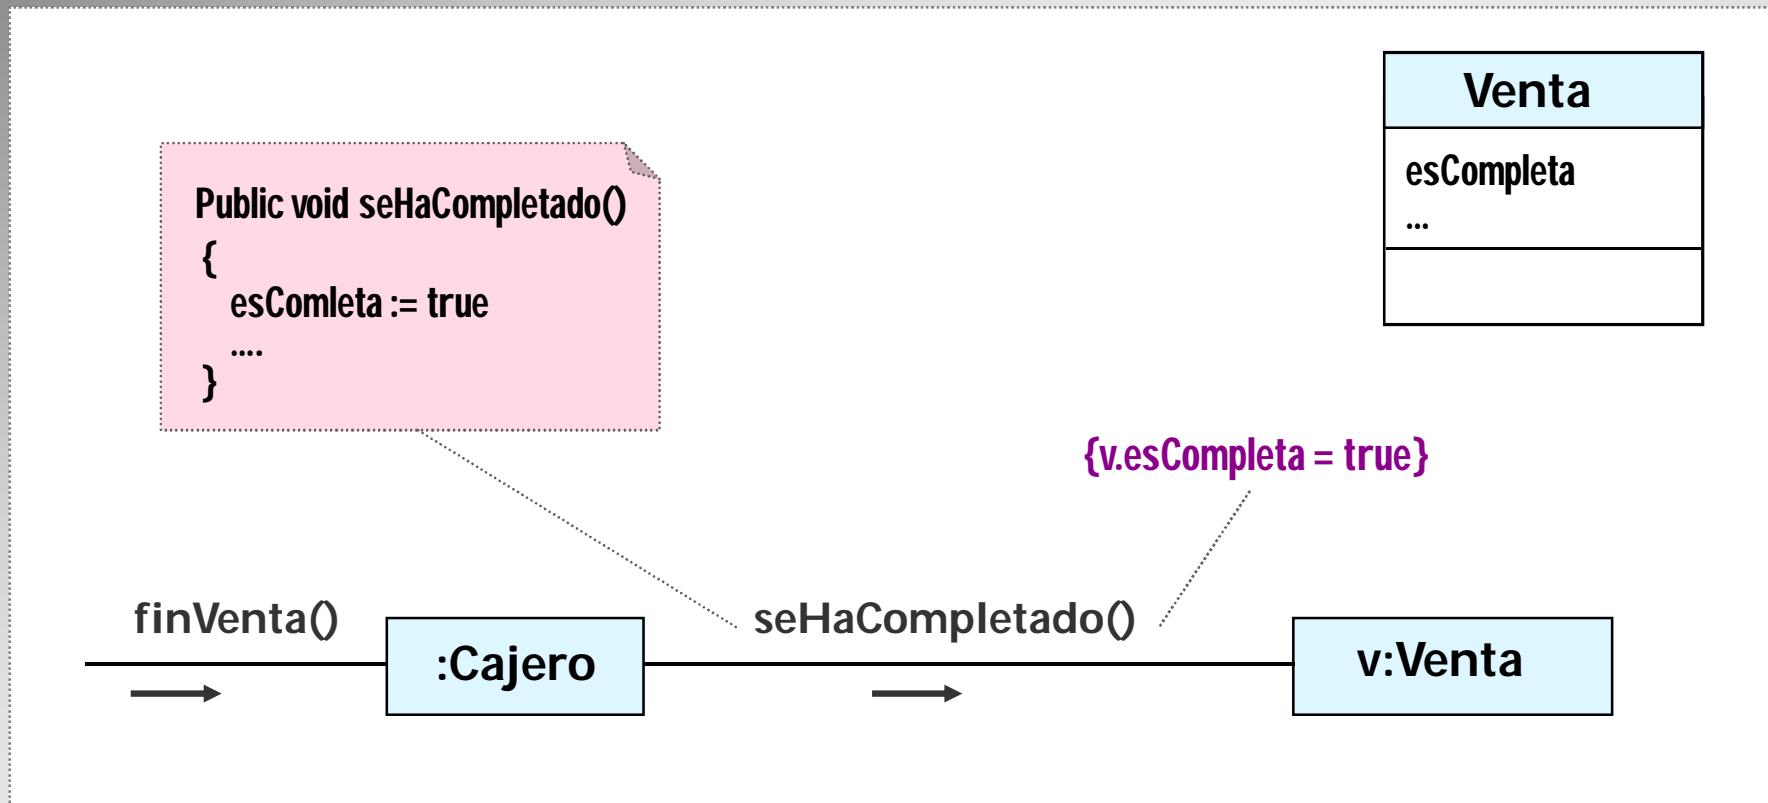 Venta
esCompleta
...
Public void seHaCompletado()
{
esComleta := true
....
}
{v.esCompleta = true}
finVenta()
seHaCompletado()
:Cajero
v:Venta